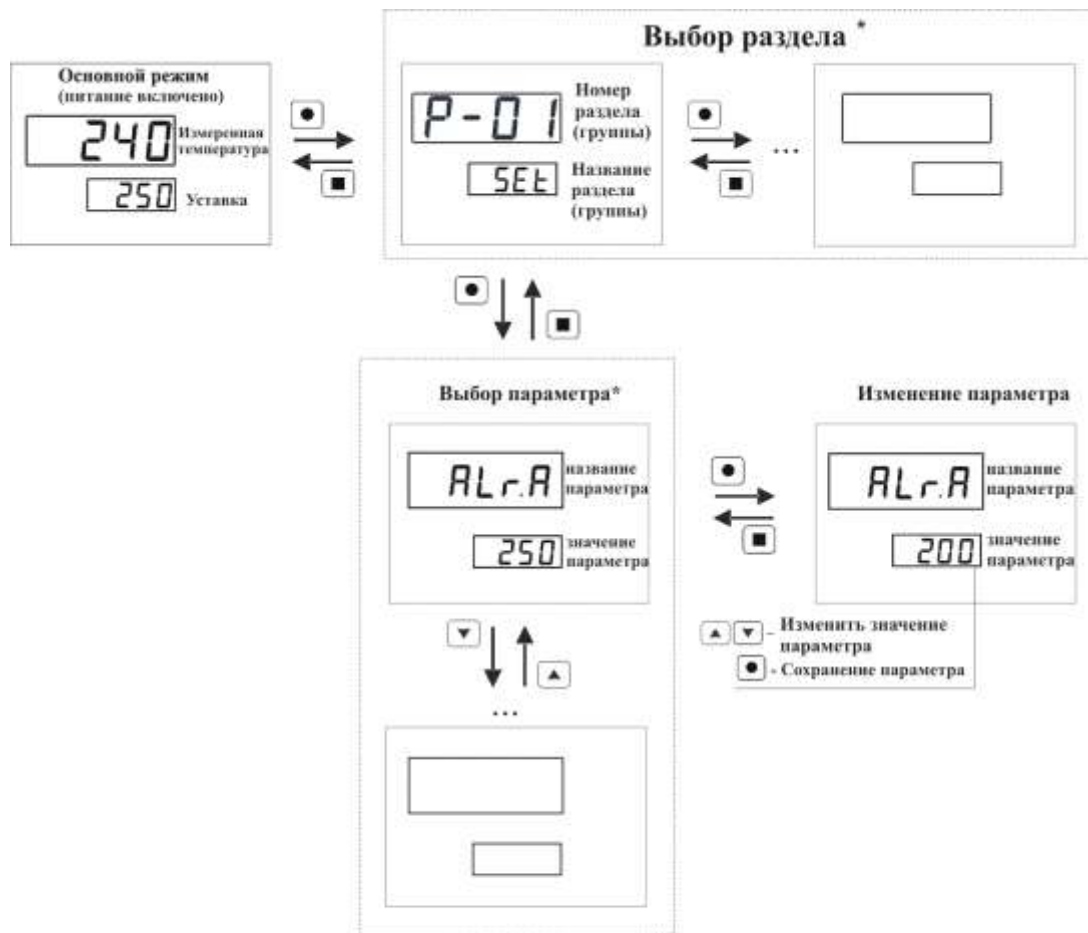 Выбор раздела *
Основной режим
(питание включено)
240
Измеренная
температура
250
Уставка
P-01
Номер
раздела
(группы)
SEt
Название
раздела
(группы)
...
Выбор параметра*
ALr.A
название
параметра
250
значение
параметра
...
Изменение параметра
ALr.A
название
параметра
200
значение
параметра
– Изменить значение
параметра
- Сохранение параметра